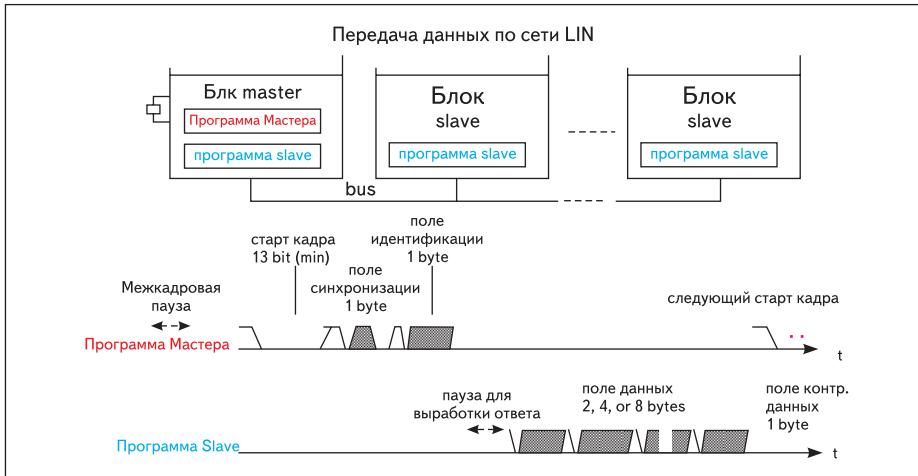 Передача данных по сети LIN
Блк master
Программа Мастера
программа slave
Блок
slave
программа slave
Блок
slave
программа slave
bus
старт кадра
13 bit (min)
поле
идентификации
1 byte
поле
синхронизации
1 byte
Межкадровая
пауза
следующий старт кадра
Программа Мастера
t
пауза для
выработки ответа
поле данных
2, 4, or 8 bytes
поле контр.
данных
1 byte
Программа Slave
t